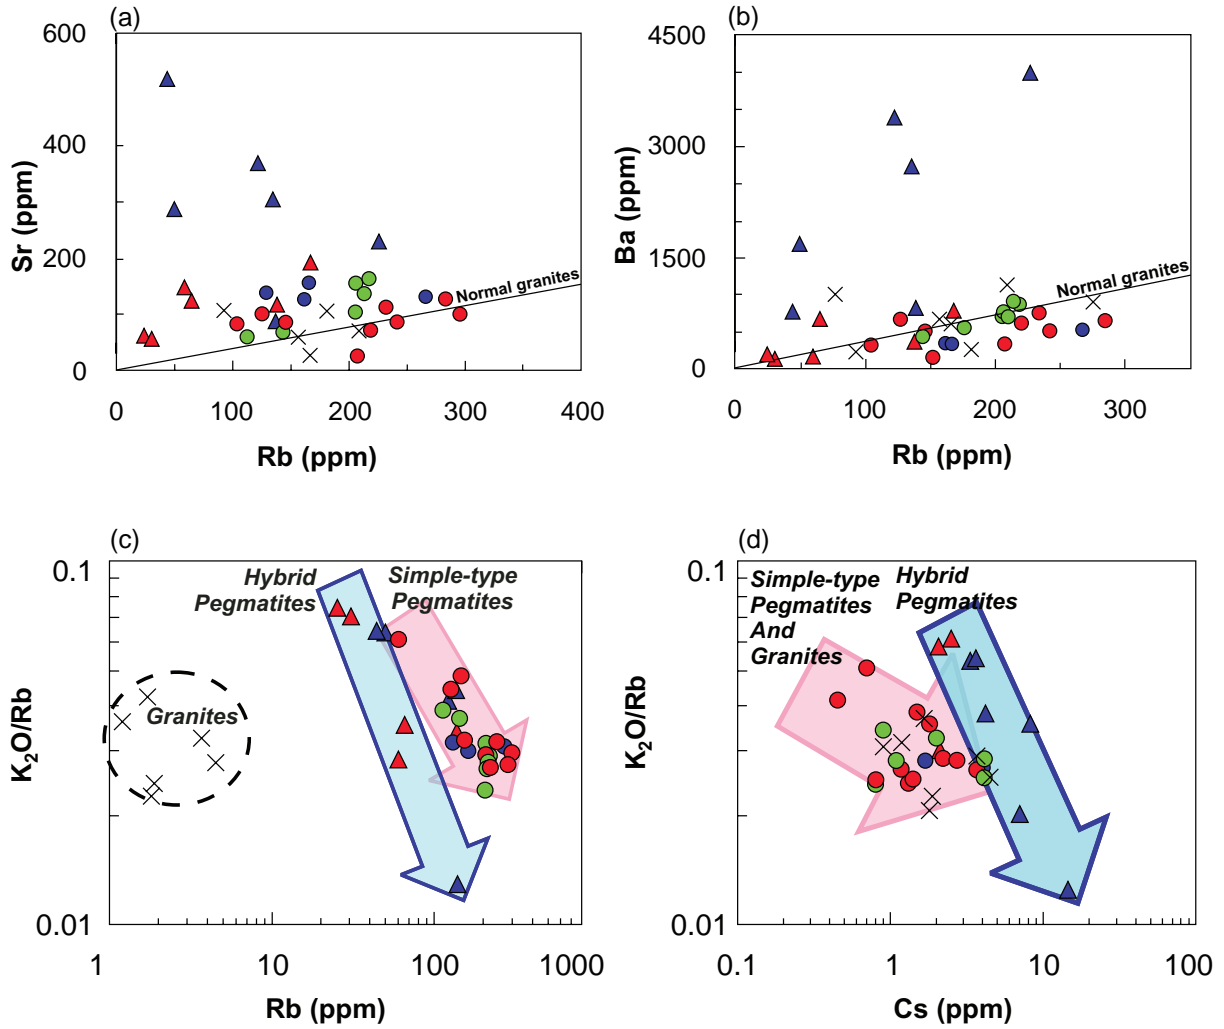 (a)
600
400
200
0
Sr (ppm)
Normal granites
0 100 200 300 400
Rb (ppm)
(b)
4500
3000
1500
0
Ba (ppm)
Normal granites
0 100 200 300
Rb (ppm)
(c)
0.1
0.01
K₂O/Rb
Hybrid
Pegmatites
Simple-type
Pegmatites
Granites
1 10 100 1000
Rb (ppm)
(d)
0.1
0.01
K₂O/Rb
Simple-type
Pegmatites
And
Granites
Hybrid
Pegmatites
0.1 1 10 100
Cs (ppm)